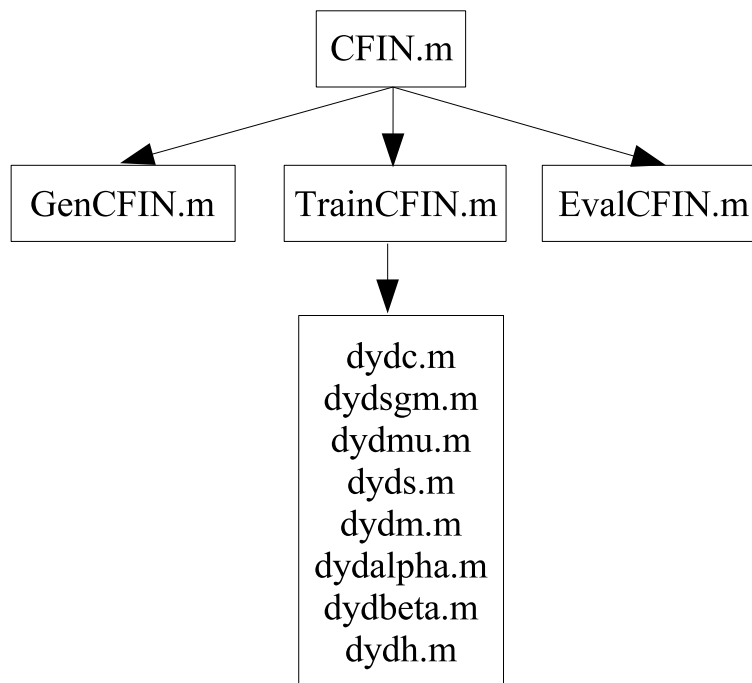 CFIN.m
GenCFIN.m
TrainCFIN.m
EvalCFIN.m
dydc.m
dydsgm.m
dydmu.m
dyds.m
dydm.m
dydalpha.m
dydbeta.m
dydh.m